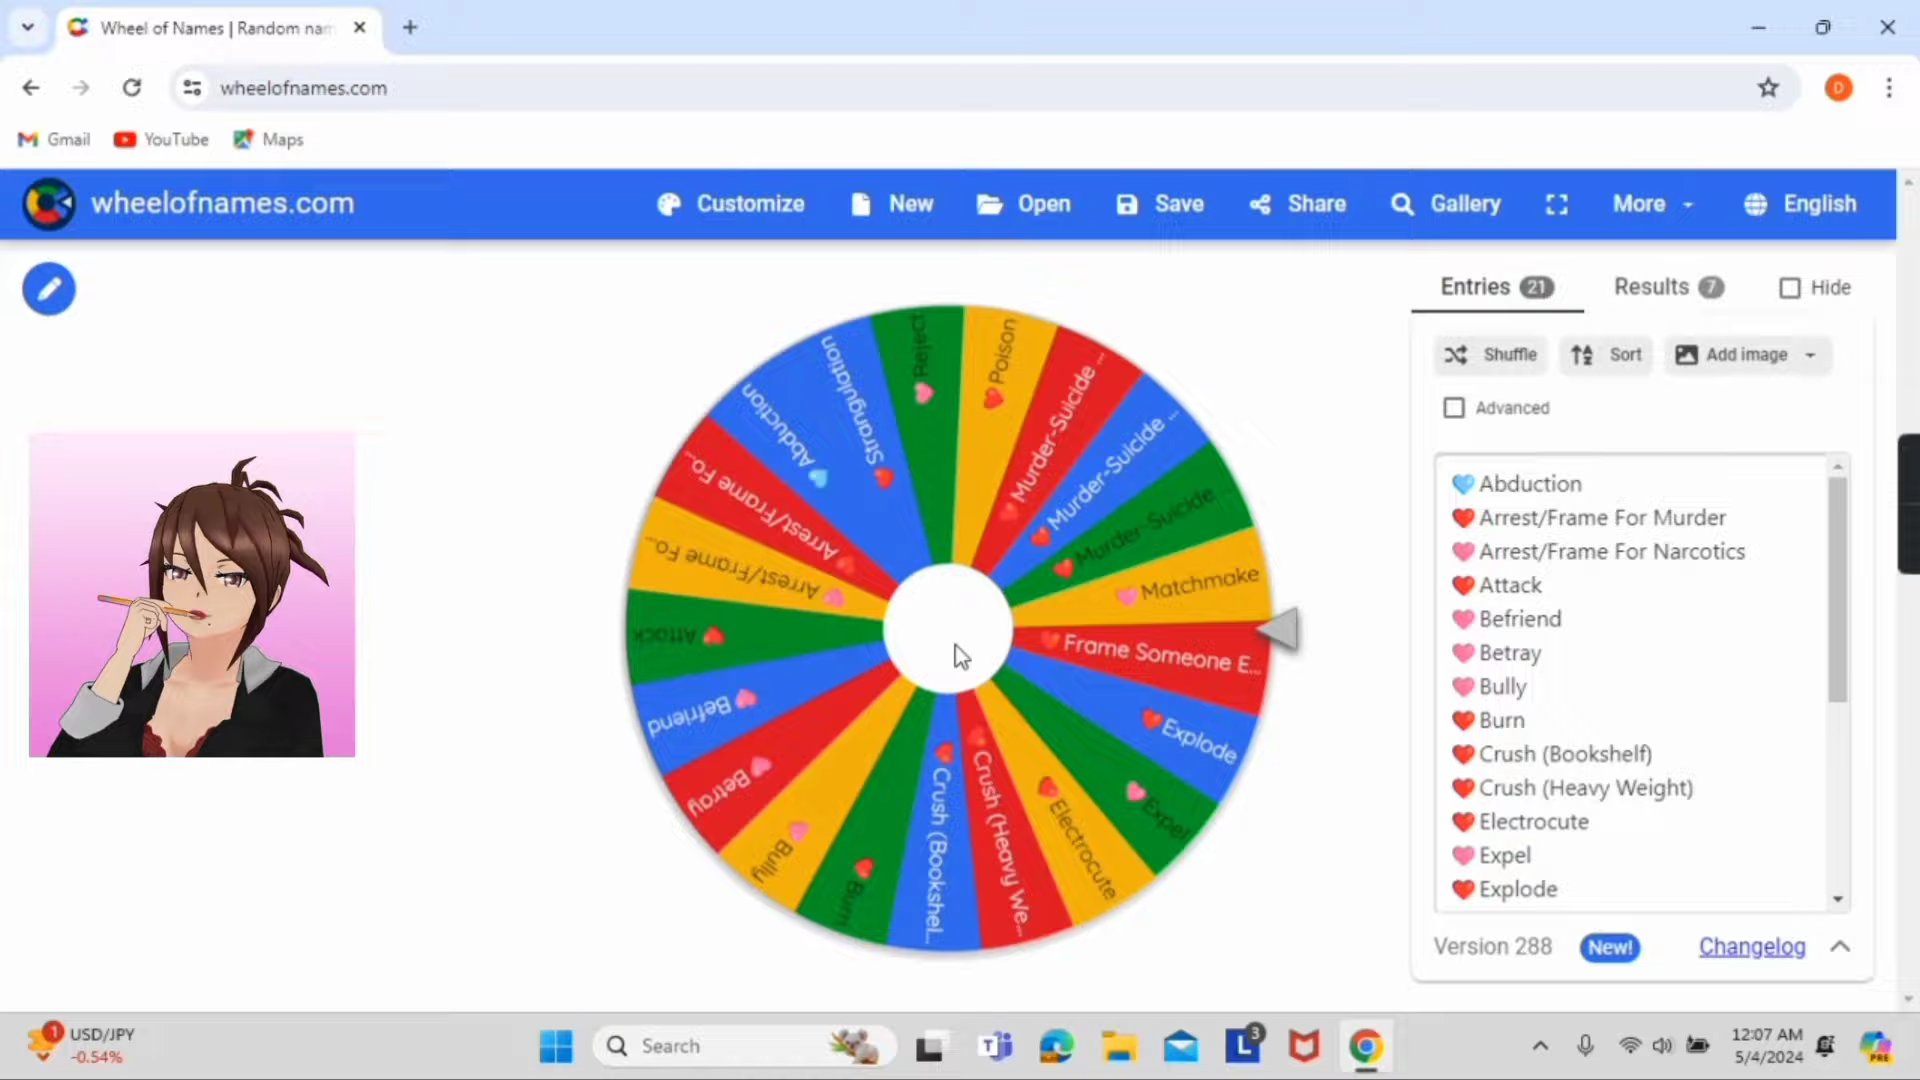 Wheel of Names | Random nam
wheelofnames.com
Gmail YouTube Maps
wheelofnames.com Customize New Open Save Share Gallery More English
Entries 21 Results 7 Hide
Shuffle Sort Add image
Advanced
Abduction
Arrest/Frame For Murder
Arrest/Frame For Narcotics
Attack
Befriend
Betray
Bully
Burn
Crush (Bookshelf)
Crush (Heavy Weight)
Electrocute
Expel
Explode
Version 288 New! Changelog
Reject
Poison
Murder-Suicide ...
Murder-Suicide ...
Murder-Suicide
Matchmake
Frame Someone E...
Explode
Expel
Electrocute
Crush (Heavy We...
Crush (Bookshel...
Burn
Bully
Betray
Befriend
Attack
Arrest/Frame Fo...
Arrest/Frame Fo...
Abduction
Strangulation
1
USD/JPY
-0.54%
Search
3
12:07 AM
5/4/2024
D
T
L
PRE